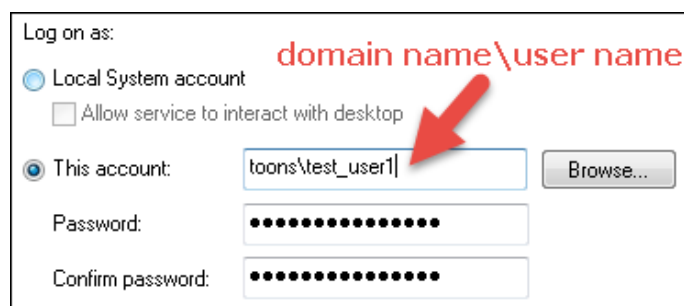 Log on as:
domain name\user name
Local System account
Allow service to interact with desktop
This account:
toons\test_user1
Browse...
Password:
●●●●●●●●●●●●●●●
Confirm password:
●●●●●●●●●●●●●●●